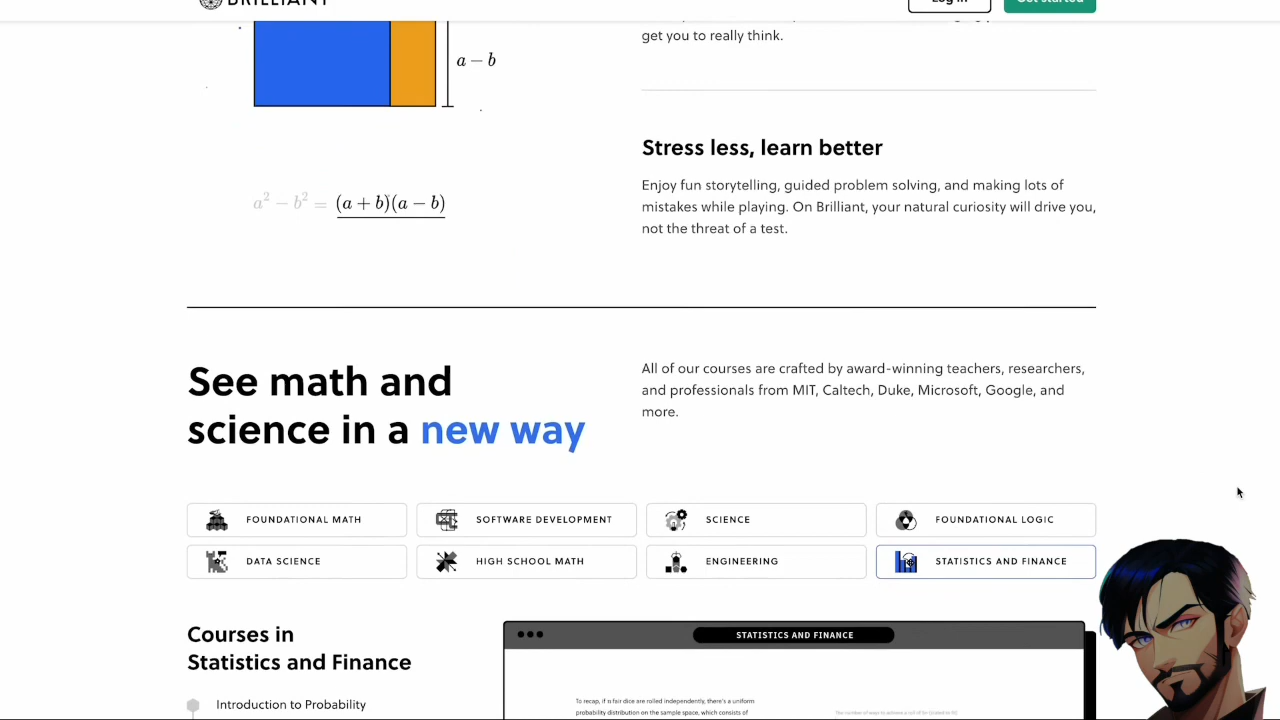 BRILLIANT
Log in
Get started
get you to really think.
a − b
Stress less, learn better
Enjoy fun storytelling, guided problem solving, and making lots of
mistakes while playing. On Brilliant, your natural curiosity will drive you,
not the threat of a test.
a² − b² = (a + b)(a − b)
See math and
science in a new way
All of our courses are crafted by award-winning teachers, researchers,
and professionals from MIT, Caltech, Duke, Microsoft, Google, and
more.
FOUNDATIONAL MATH
SOFTWARE DEVELOPMENT
SCIENCE
FOUNDATIONAL LOGIC
DATA SCIENCE
HIGH SCHOOL MATH
ENGINEERING
STATISTICS AND FINANCE
Courses in
Statistics and Finance
Introduction to Probability
STATISTICS AND FINANCE
To recap, if n fair dice are rolled independently, there's a uniform
probability distribution on the sample space, which consists of